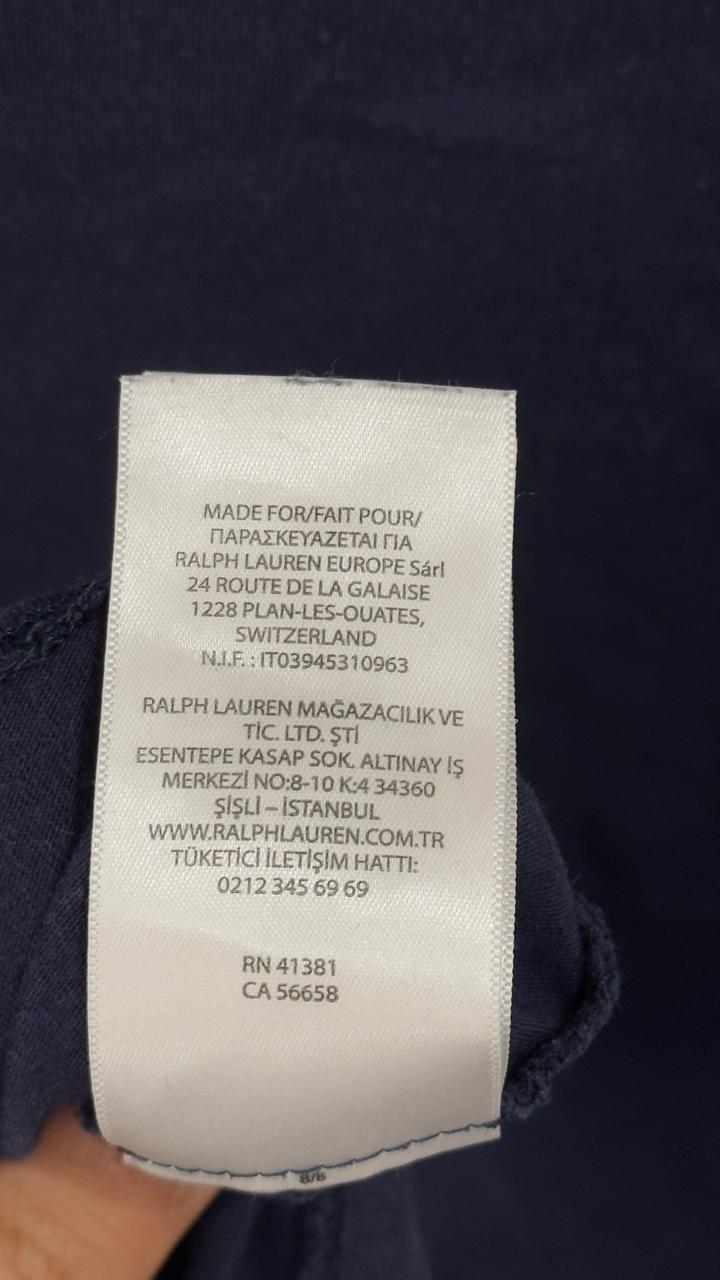 MADE FOR/FAIT POUR/
ΠΑΡΑΣΚΕΥΑΖΕΤΑΙ ΓΙΑ
RALPH LAUREN EUROPE Sárl
24 ROUTE DE LA GALAISE
1228 PLAN-LES-OUATES,
SWITZERLAND
N.I.F. : IT03945310963
RALPH LAUREN MAĞAZACILIK VE
TİC. LTD. ŞTİ
ESENTEPE KASAP SOK. ALTINAY İŞ
MERKEZİ NO:8-10 K:4 34360
ŞİŞLİ – İSTANBUL
WWW.RALPHLAUREN.COM.TR
TÜKETİCİ İLETİŞİM HATTI:
0212 345 69 69
RN 41381
CA 56658
8/8